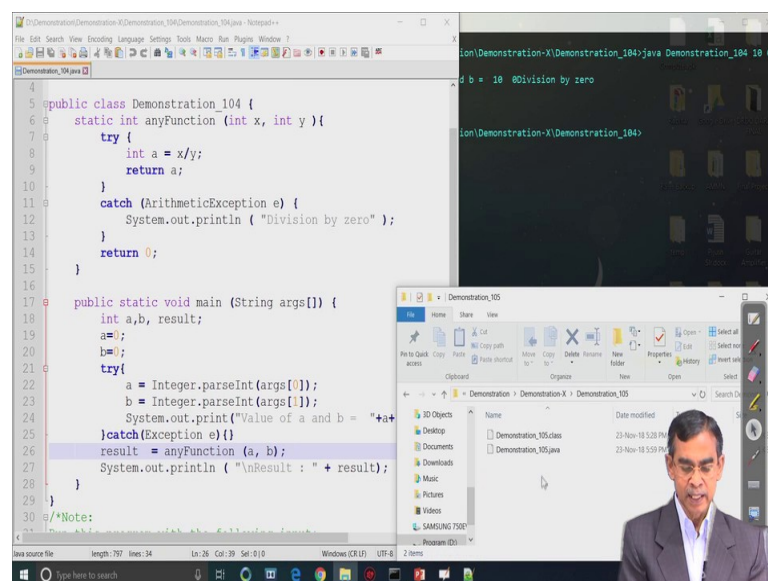 D:\Demonstration\Demonstration-X\Demonstration_104\Demonstration_104.java - Notepad++
File Edit Search View Encoding Language Settings Tools Macro Run Plugins Window ?
X
Demonstration_104.java
4
5 public class Demonstration_104 {
6 static int anyFunction (int x, int y ){
7 try {
8 int a = x/y;
9 return a;
10 }
11 catch (ArithmeticException e) {
12 System.out.println ( "Division by zero" );
13 }
14 return 0;
15 }
16
17 public static void main (String args[]) {
18 int a,b, result;
19 a=0;
20 b=0;
21 try{
22 a = Integer.parseInt(args[0]);
23 b = Integer.parseInt(args[1]);
24 System.out.print("Value of a and b = "+a+
25 }catch(Exception e){}
26 result = anyFunction (a, b);
27 System.out.println ( "\nResult : " + result);
28 }
29 }
30 /*Note:
Java source file length : 797 lines : 34 Ln : 26 Col : 39 Sel : 0 | 0 Windows (CR LF) UTF-8
Type here to search
ion\Demonstration-X\Demonstration_104>java Demonstration_104 10
d b = 10 0Division by zero
ion\Demonstration-X\Demonstration_104>
Demonstration_105
File Home Share View
Pin to Quick access Copy Paste Cut Copy path Paste shortcut Move to Copy to Delete Rename New folder Properties Open Edit History Select all Select Invert
Clipboard Organize New Open Select
Demonstration > Demonstration-X > Demonstration_105
Name Date modified
3D Objects
Desktop
Documents
Downloads
Music
Pictures
Videos
SAMSUNG 750E
Program (D:)
Demonstration_105.class 23-Nov-18 5:28 PM
Demonstration_105.java 23-Nov-18 5:59 PM
2 items